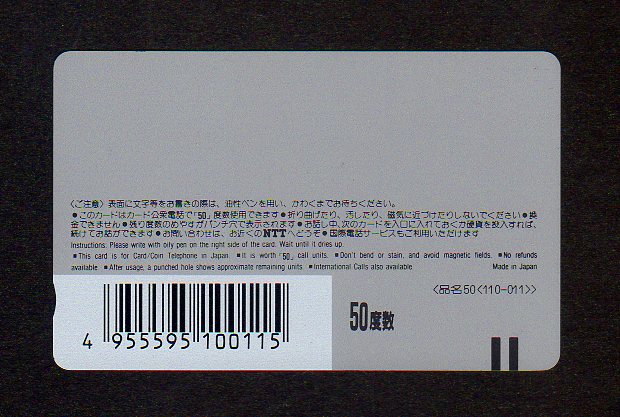 〈ご注意〉表面に文字等をお書きの際は、油性ペンを用い、かわくまでお待ちください。
●このカードはカード公衆電話で「50」度数使用できます●折り曲げたり、汚したり、磁気に近づけたりしないでください●換
金できません●残り度数のめやすがパンチ穴で表示されます●お話し中、次のカードを入口に入れておくか硬貨を投入すれば、
続けてお話ができます●お問い合わせは、お近くのNTTへどうぞ●国際電話サービスもご利用いただけます
Instructions: Please write with oily pen on the right side of the card. Wait until it dries up.
■This card is for Card/Coin Telephone in Japan ■It is worth「50」call units. ■Don't bend or stain, and avoid magnetic fields. ■No refunds
available ■After usage, a punched hole shows approximate remaining units. ■International Calls also available Made in Japan
〈品名50〈110-011〉〉
50度数
4 955595 100115